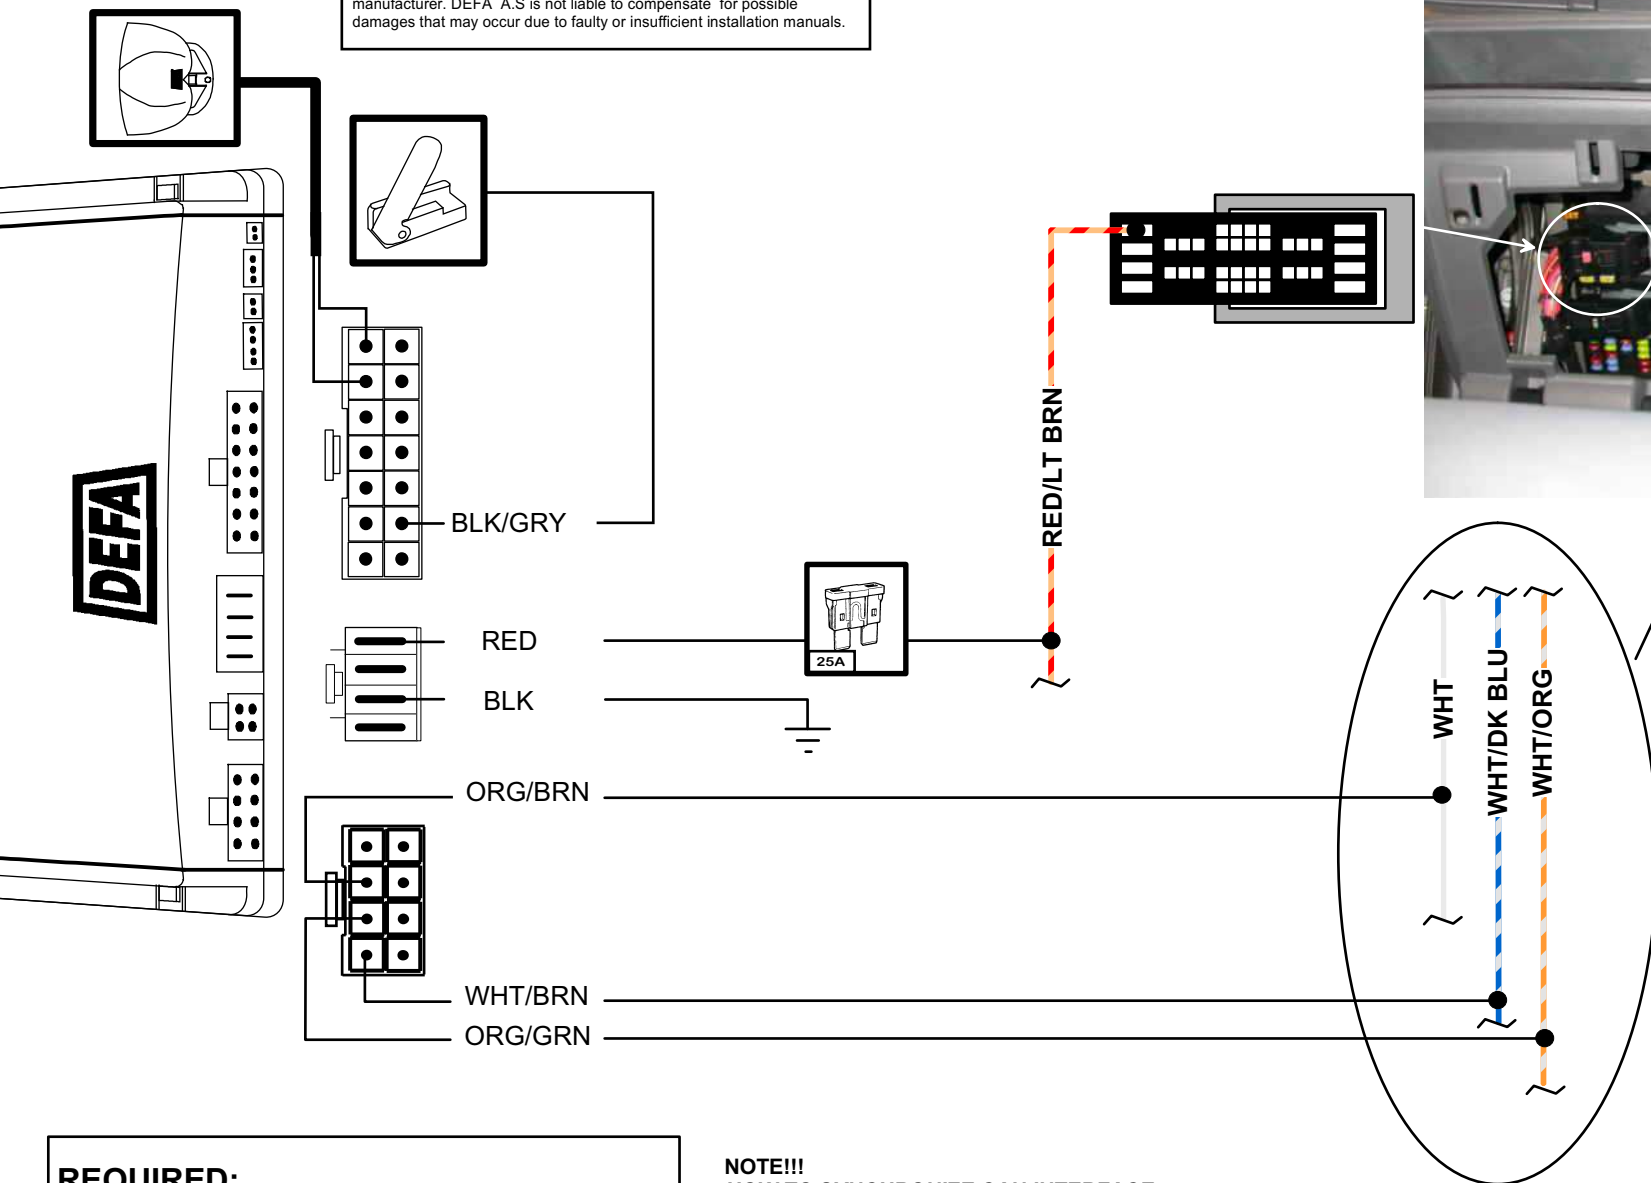 manufacturer. DEFA A.S is not liable to compensate for possible
damages that may occur due to faulty or insufficient installation manuals.
DEFA
BLK/GRY
RED
BLK
25A
RED/LT BRN
ORG/BRN
WHT/BRN
ORG/GRN
WHT
WHT/DK BLU
WHT/ORG
REQUIRED:
NOTE!!!